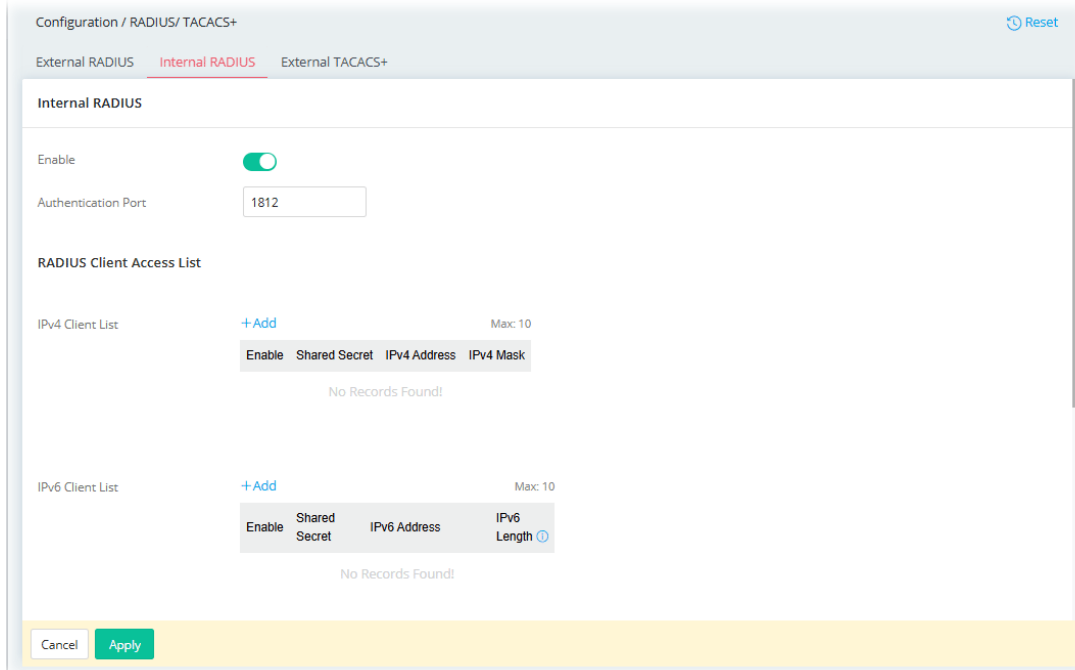 Configuration / RADIUS/ TACACS+
Reset
External RADIUS Internal RADIUS External TACACS+
Internal RADIUS
Enable
Authentication Port 1812
RADIUS Client Access List
IPv4 Client List +Add Max: 10
Enable Shared Secret IPv4 Address IPv4 Mask
No Records Found!
IPv6 Client List +Add Max: 10
Enable Shared Secret IPv6 Address IPv6 Length
No Records Found!
Cancel Apply